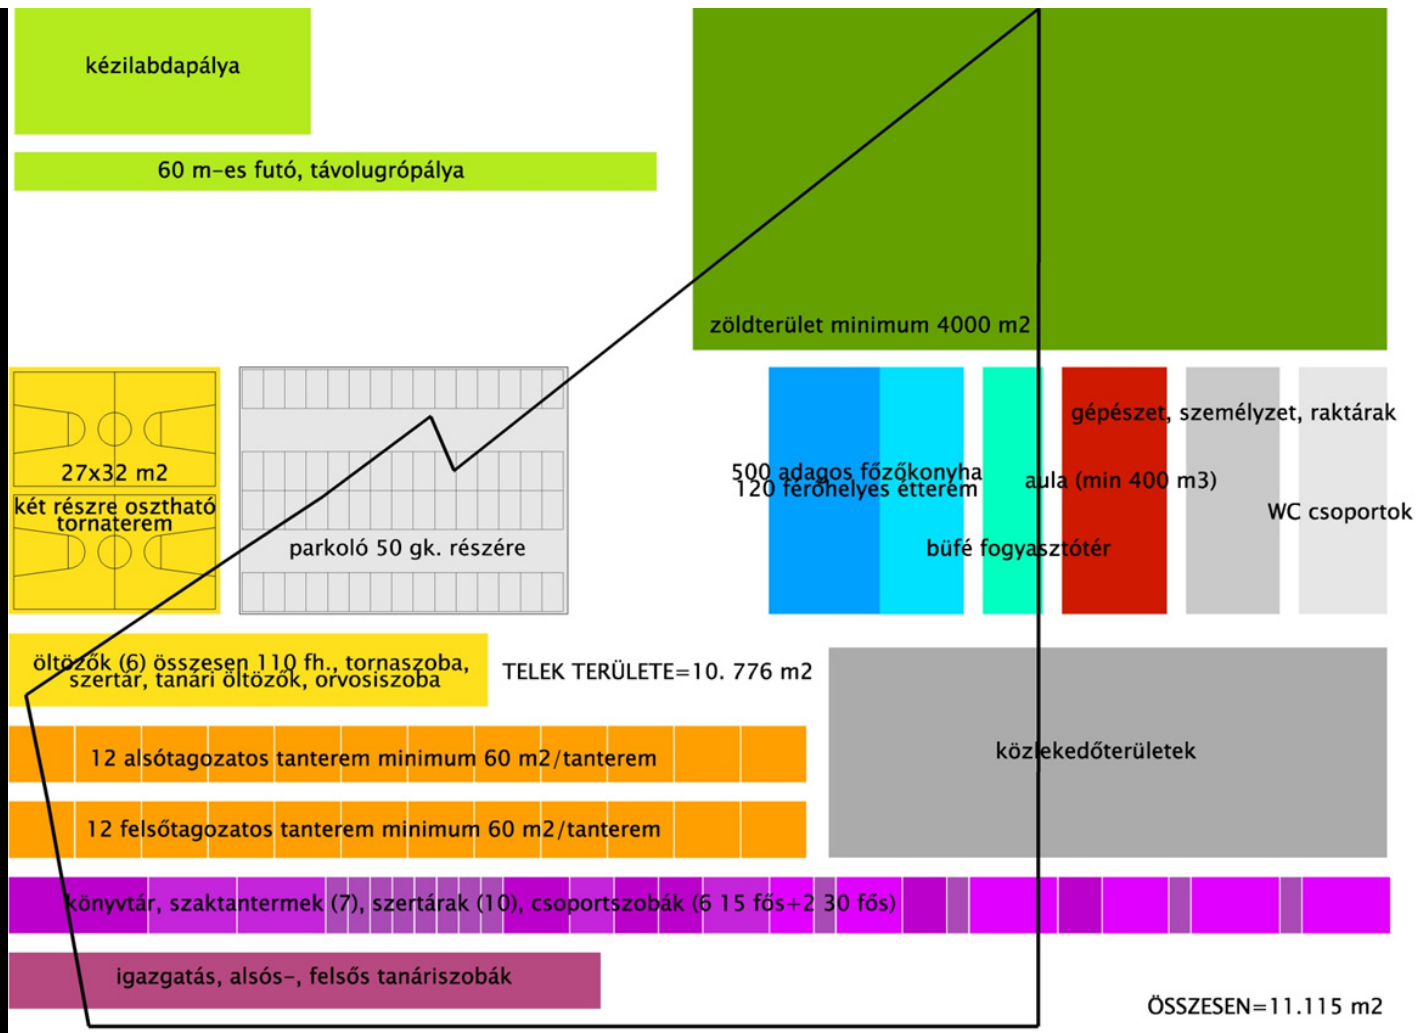 kézilabdapálya
60 m-es futó, távolugrópálya
zöldterület minimum 4000 m2
27x32 m2
két részre osztható
tornaterem
parkoló 50 gk. részére
500 adagos főzőkonyha
120 férőhelyes étterem
büfé fogyasztótér
aula (min 400 m3)
gépészet, személyzet, raktárak
WC csoportok
öltözők (6) összesen 110 fh., tornaszoba,
szertár, tanári öltözők, orvosiszoba
TELEK TERÜLETE=10. 776 m2
12 alsótagozatos tanterem minimum 60 m2/tanterem
közlekedőterületek
12 felsőtagozatos tanterem minimum 60 m2/tanterem
könyvtár, szaktantermek (7), szertárak (10), csoportszobák (6 15 fős+2 30 fős)
igazgatás, alsós-, felsős tanáriszobák
ÖSSZESEN=11.115 m2